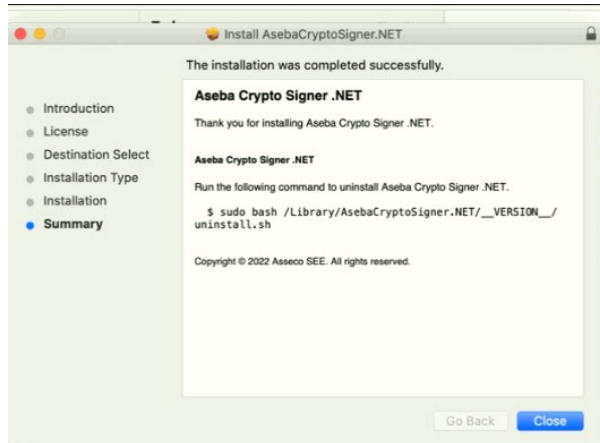 Install AsebaCryptoSigner.NET
The installation was completed successfully.
Introduction
License
Destination Select
Installation Type
Installation
Summary
Aseba Crypto Signer .NET
Thank you for installing Aseba Crypto Signer .NET.
Aseba Crypto Signer .NET
Run the following command to uninstall Aseba Crypto Signer .NET.
$ sudo bash /Library/AsebaCryptoSigner.NET/__VERSION__/
uninstall.sh
Copyright © 2022 Asseco SEE. All rights reserved.
Go Back
Close